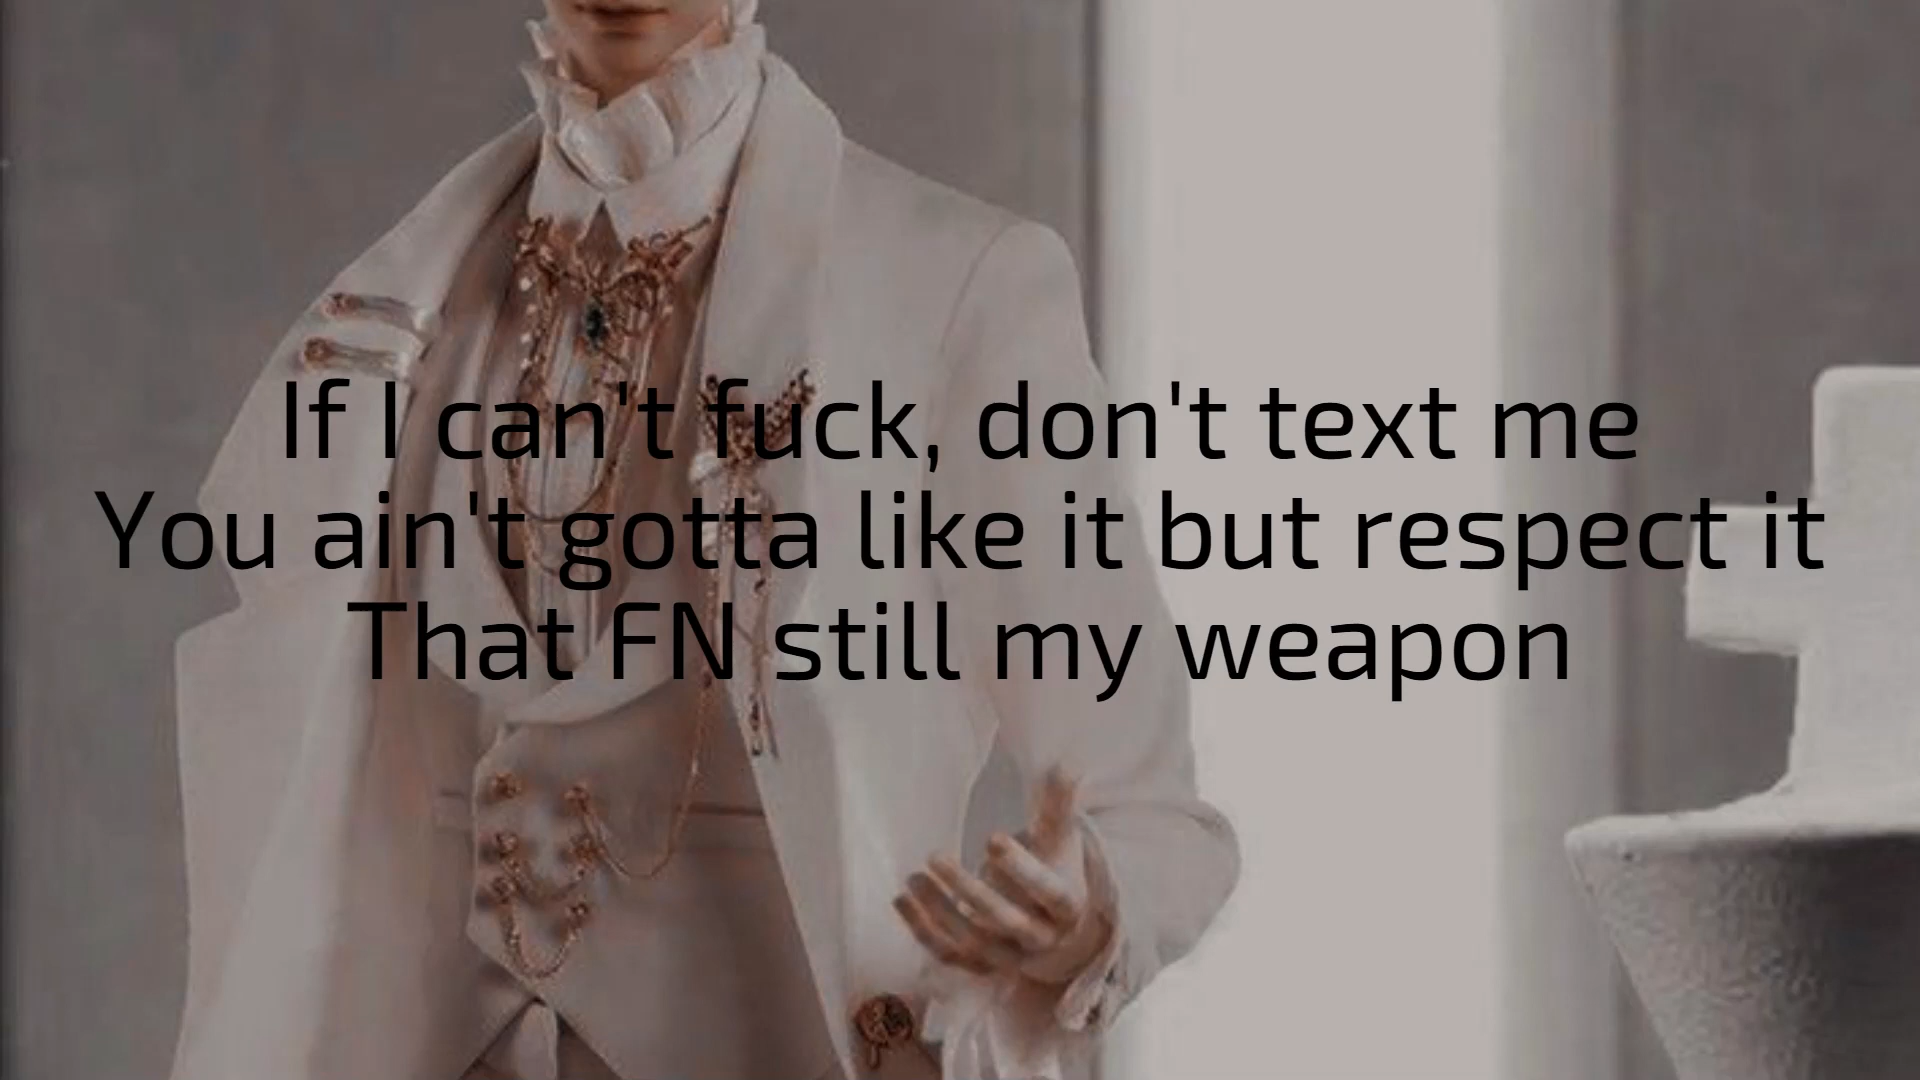 If I can't fuck, don't text me
You ain't gotta like it but respect it
That FN still my weapon